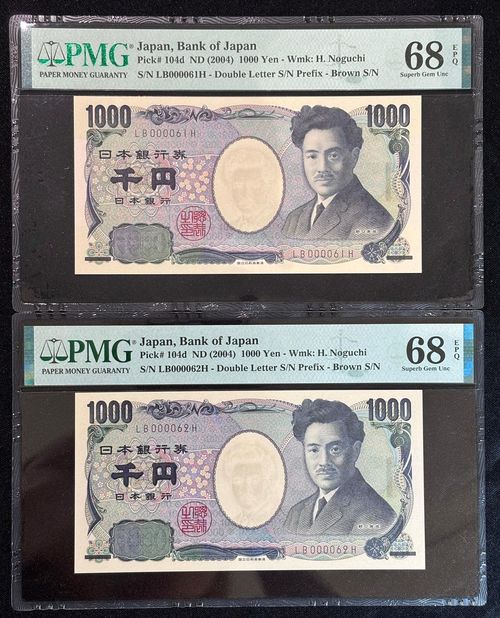 PMG
PAPER MONEY GUARANTY
Japan, Bank of Japan
Pick# 104d ND (2004) 1000 Yen - Wmk: H. Noguchi
S/N LB000061H - Double Letter S/N Prefix - Brown S/N
68 EPQ
Superb Gem Unc
1000
1000
LB000061H
日本銀行券
千円
日本銀行
LB000061H
PMG
PAPER MONEY GUARANTY
Japan, Bank of Japan
Pick# 104d ND (2004) 1000 Yen - Wmk: H. Noguchi
S/N LB000062H - Double Letter S/N Prefix - Brown S/N
68 EPQ
Superb Gem Unc
1000
1000
LB000062H
日本銀行券
千円
日本銀行
LB000062H